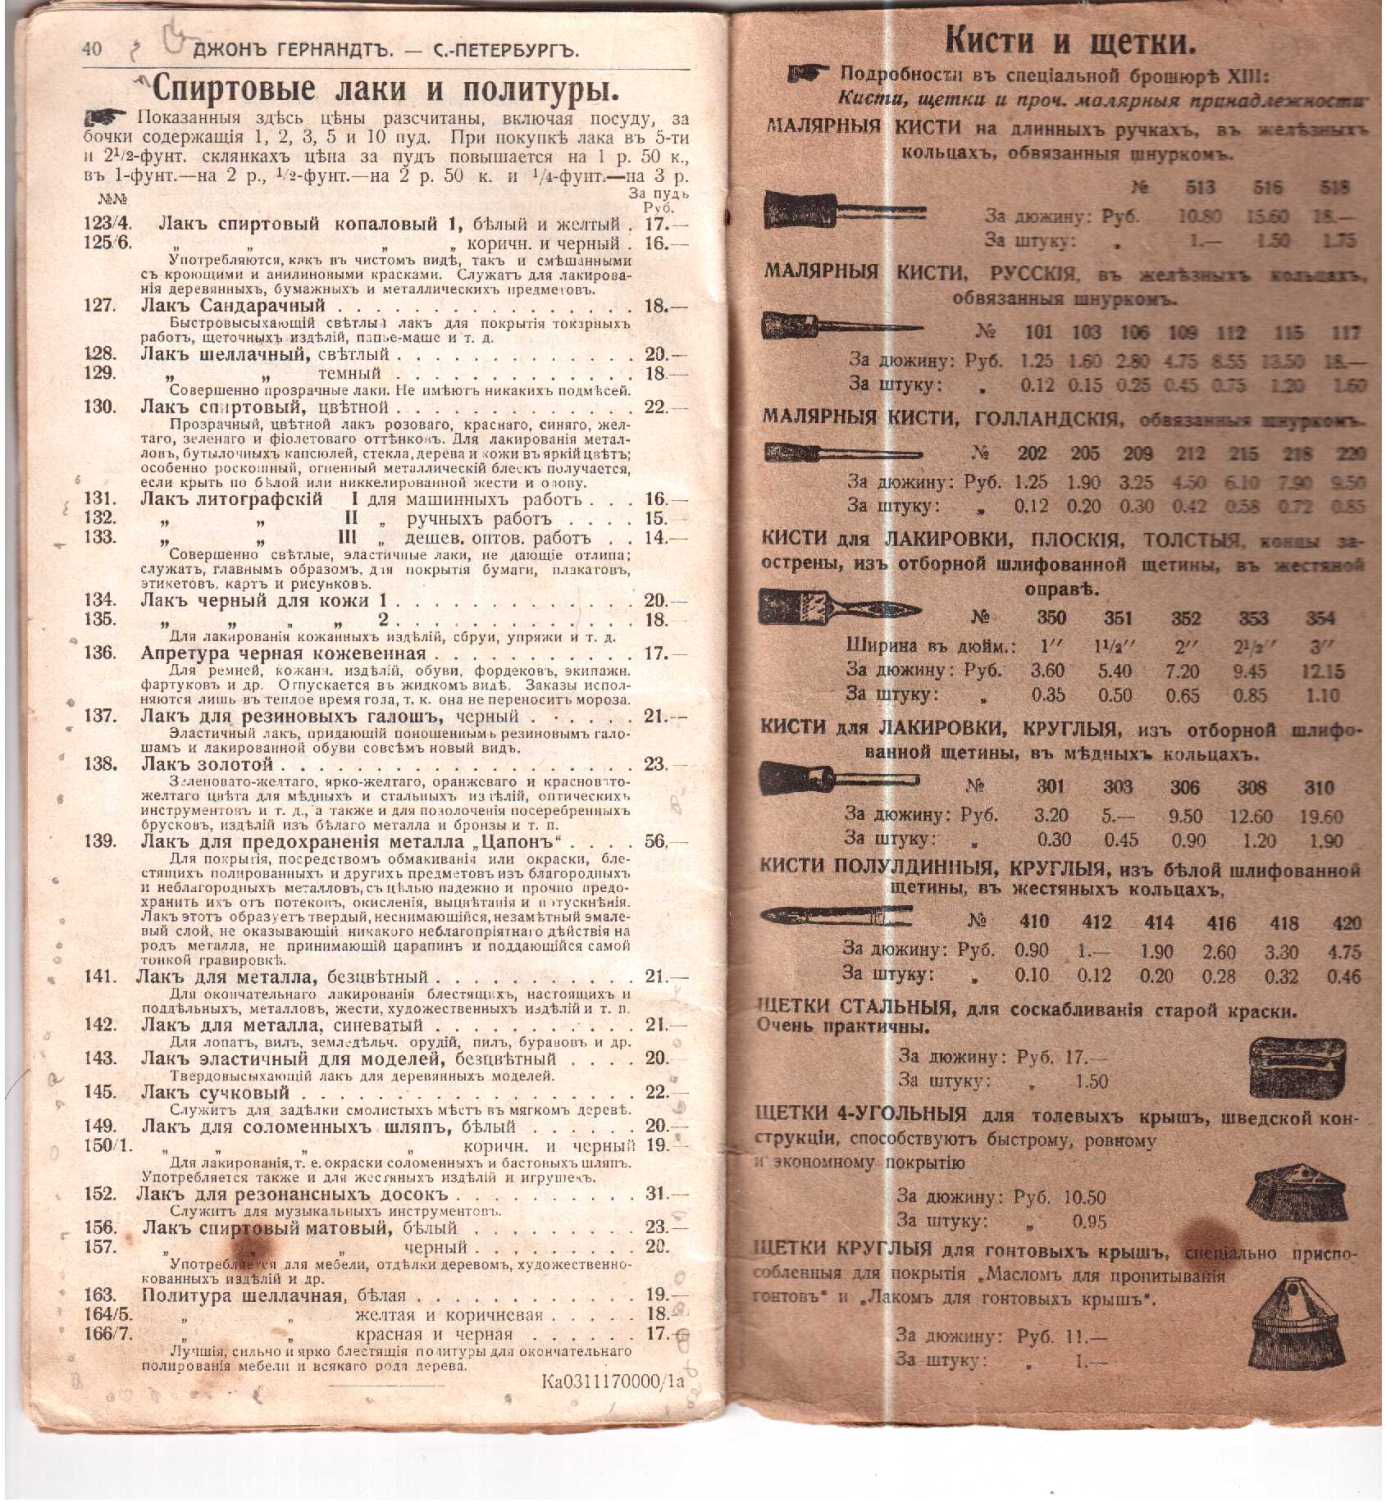 40
ДЖОНЪ ГЕРНАНДТЪ. — С.-ПЕТЕРБУРГЪ.
Спиртовые лаки и политуры.
Показанныя здѣсь цѣны разсчитаны, включая посуду, за
бочки содержащія 1, 2, 3, 5 и 10 пуд. При покупкѣ лака въ 5-ти
и 2½-фунт. склянкахъ цѣна за пудъ повышается на 1 р. 50 к.,
въ 1-фунт.—на 2 р., ½-фунт.—на 2 р. 50 к. и ¼-фунт.—на 3 р.
№№ За пудъ
Руб.
123/4. Лакъ спиртовый копаловый 1, бѣлый и желтый . 17.—
125/6. „ „ „ „ коричн. и черный . 16.—
Употребляются, какъ въ чистомъ видѣ, такъ и смѣшанными
съ кроющими и анилиновыми красками. Служатъ для лакирова-
нія деревянныхъ, бумажныхъ и металлическихъ предметовъ.
127. Лакъ Сандарачный . . . . . . . . . . . . . . . . 18.—
Быстровысыхающій свѣтлый лакъ для покрытія токарныхъ
работъ, щеточныхъ издѣлій, папье-маше и т. д.
128. Лакъ шеллачный, свѣтлый . . . . . . . . . . . . . 20.—
129. „ „ темный . . . . . . . . . . . . . 18.—
Совершенно прозрачные лаки. Не имѣютъ никакихъ подмѣсей.
130. Лакъ спиртовый, цвѣтной . . . . . . . . . . . . . 22.—
Прозрачный, цвѣтной лакъ розоваго, краснаго, синяго, жел-
таго, зеленаго и фіолетоваго оттѣнковъ. Для лакированія метал-
ловъ, бутылочныхъ капсюлей, стекла, дерева и кожи въ яркій цвѣтъ;
особенно роскошный, огненный металлическій блескъ получается,
если крыть по бѣлой или никкелированной жести и олову.
131. Лакъ литографскій I для машинныхъ работъ . . . 16.—
132. „ „ II „ ручныхъ работъ . . . . 15.
133. „ „ III „ дешев. оптов. работъ . . 14.—
Совершенно свѣтлые, эластичные лаки, не дающіе отлипа;
служатъ, главнымъ образомъ, для покрытія бумаги, плакатовъ,
этикетовъ, картъ и рисунковъ.
134. Лакъ черный для кожи 1 . . . . . . . . . . . . . 20.—
135. „ „ „ „ 2 . . . . . . . . . . . . . 18.
Для лакированія кожанныхъ издѣлій, сбруи, упряжи и т. д.
136. Апретура черная кожевенная . . . . . . . . . . . 17.—
Для ремней, кожанн. издѣлій, обуви, фордековъ, экипажн.
фартуковъ и др. Отпускается въ жидкомъ видѣ. Заказы испол-
няются лишь въ теплое время года, т. к. она не переноситъ мороза.
137. Лакъ для резиновыхъ галошъ, черный . . . . . . 21.—
Эластичный лакъ, придающій поношеннымъ резиновымъ гало-
шамъ и лакированной обуви совсѣмъ новый видъ.
138. Лакъ золотой . . . . . . . . . . . . . . . . . . . 23.—
Зеленовато-желтаго, ярко-желтаго, оранжеваго и красновато-
желтаго цвѣта для мѣдныхъ и стальныхъ издѣлій, оптическихъ
инструментовъ и т. д., а также и для позолоченія посеребренныхъ
брусковъ, издѣлій изъ бѣлаго металла и бронзы и т. п.
139. Лакъ для предохраненія металла „Цапонъ“ . . . . 56.—
Для покрытія, посредствомъ обмакиванія или окраски, бле-
стящихъ полированныхъ и другихъ предметовъ изъ благородныхъ
и неблагородныхъ металловъ, съ цѣлью надежно и прочно предо-
хранить ихъ отъ потековъ, окисленія, выцвѣтанія и потускнѣнія.
Лакъ этотъ образуетъ твердый, неснимающійся, незамѣтный эмале-
вый слой, не оказывающій никакого неблагопріятнаго дѣйствія на
родъ металла, не принимающій царапинъ и поддающійся самой
тонкой гравировкѣ.
141. Лакъ для металла, безцвѣтный . . . . . . . . . . . 21.—
Для окончательнаго лакированія блестящихъ, настоящихъ и
поддѣльныхъ, металловъ, жести, художественныхъ издѣлій и т. п.
142. Лакъ для металла, синеватый . . . . . . . . . . . 21.—
Для лопатъ, вилъ, земледѣльч. орудій, пилъ, буравовъ и др.
143. Лакъ эластичный для моделей, безцвѣтный . . . . 20.
Твердовысыхающій лакъ для деревянныхъ моделей.
145. Лакъ сучковый . . . . . . . . . . . . . . . . . . 22.—
Служитъ для задѣлки смолистыхъ мѣстъ въ мягкомъ деревѣ.
149. Лакъ для соломенныхъ шляпъ, бѣлый . . . . . . 20.—
150/1. „ „ „ „ коричн. и черный 19.—
Для лакированія, т. е. окраски соломенныхъ и бастовыхъ шляпъ.
Употребляется также и для жестяныхъ издѣлій и игрушекъ.
152. Лакъ для резонансныхъ досокъ . . . . . . . . . . 31.—
Служитъ для музыкальныхъ инструментовъ.
156. Лакъ спиртовый матовый, бѣлый . . . . . . . . . 23.—
157. „ „ „ черный . . . . . . . . . 20.
Употребляется для мебели, отдѣлки деревомъ, художественно-
кованныхъ издѣлій и др.
163. Политура шеллачная, бѣлая . . . . . . . . . . . . 19.—
164/5. „ „ желтая и коричневая . . . . . 18.—
166/7. „ „ красная и черная . . . . . . 17.—
Лучшія, сильно и ярко блестящія политуры для окончательнаго
полированія мебели и всякаго рода дерева.
Ка0311170000/1а
Кисти и щетки.
Подробности въ спеціальной брошюрѣ XIII:
Кисти, щетки и проч. малярныя принадлежности
МАЛЯРНЫЯ КИСТИ на длинныхъ ручкахъ, въ желѣзныхъ
кольцахъ, обвязанныя шнуркомъ.
№ 513 516 518
За дюжину: Руб. 10.80 15.60 18.—
За штуку: „ 1.— 1.50 1.75
МАЛЯРНЫЯ КИСТИ, РУССКІЯ, въ желѣзныхъ кольцахъ,
обвязанныя шнуркомъ.
№ 101 103 106 109 112 115 117
За дюжину: Руб. 1.25 1.60 2.80 4.75 8.55 13.50 18.—
За штуку: „ 0.12 0.15 0.25 0.45 0.75 1.20 1.60
МАЛЯРНЫЯ КИСТИ, ГОЛЛАНДСКІЯ, обвязанныя шнуркомъ.
№ 202 205 209 212 215 218 220
За дюжину: Руб. 1.25 1.90 3.25 4.50 6.10 7.90 9.50
За штуку: „ 0.12 0.20 0.30 0.42 0.58 0.72 0.85
КИСТИ для ЛАКИРОВКИ, ПЛОСКІЯ, ТОЛСТЫЯ, концы за-
острены, изъ отборной шлифованной щетины, въ жестяной
оправѣ.
№ 350 351 352 353 354
Ширина въ дюйм.: 1″ 1½″ 2″ 2½″ 3″
За дюжину: Руб. 3.60 5.40 7.20 9.45 12.15
За штуку: „ 0.35 0.50 0.65 0.85 1.10
КИСТИ для ЛАКИРОВКИ, КРУГЛЫЯ, изъ отборной шлифо-
ванной щетины, въ мѣдныхъ кольцахъ.
№ 301 303 306 308 310
За дюжину: Руб. 3.20 5.— 9.50 12.60 19.60
За штуку: „ 0.30 0.45 0.90 1.20 1.90
КИСТИ ПОЛУЛДИННЫЯ, КРУГЛЫЯ, изъ бѣлой шлифованной
щетины, въ жестяныхъ кольцахъ,
№ 410 412 414 416 418 420
За дюжину: Руб. 0.90 1.— 1.90 2.60 3.30 4.75
За штуку: „ 0.10 0.12 0.20 0.28 0.32 0.46
ЩЕТКИ СТАЛЬНЫЯ, для соскабливанія старой краски.
Очень практичны.
За дюжину: Руб. 17.—
За штуку: „ 1.50
ЩЕТКИ 4-УГОЛЬНЫЯ для толевыхъ крышъ, шведской кон-
струкціи, способствуютъ быстрому, ровному
и экономному покрытію
За дюжину: Руб. 10.50
За штуку: „ 0.95
ЩЕТКИ КРУГЛЫЯ для гонтовыхъ крышъ, спеціально приспо-
собленныя для покрытія „Масломъ для пропитыванія
гонтовъ“ и „Лакомъ для гонтовыхъ крышъ“.
За дюжину: Руб. 11.—
За штуку: „ 1.—